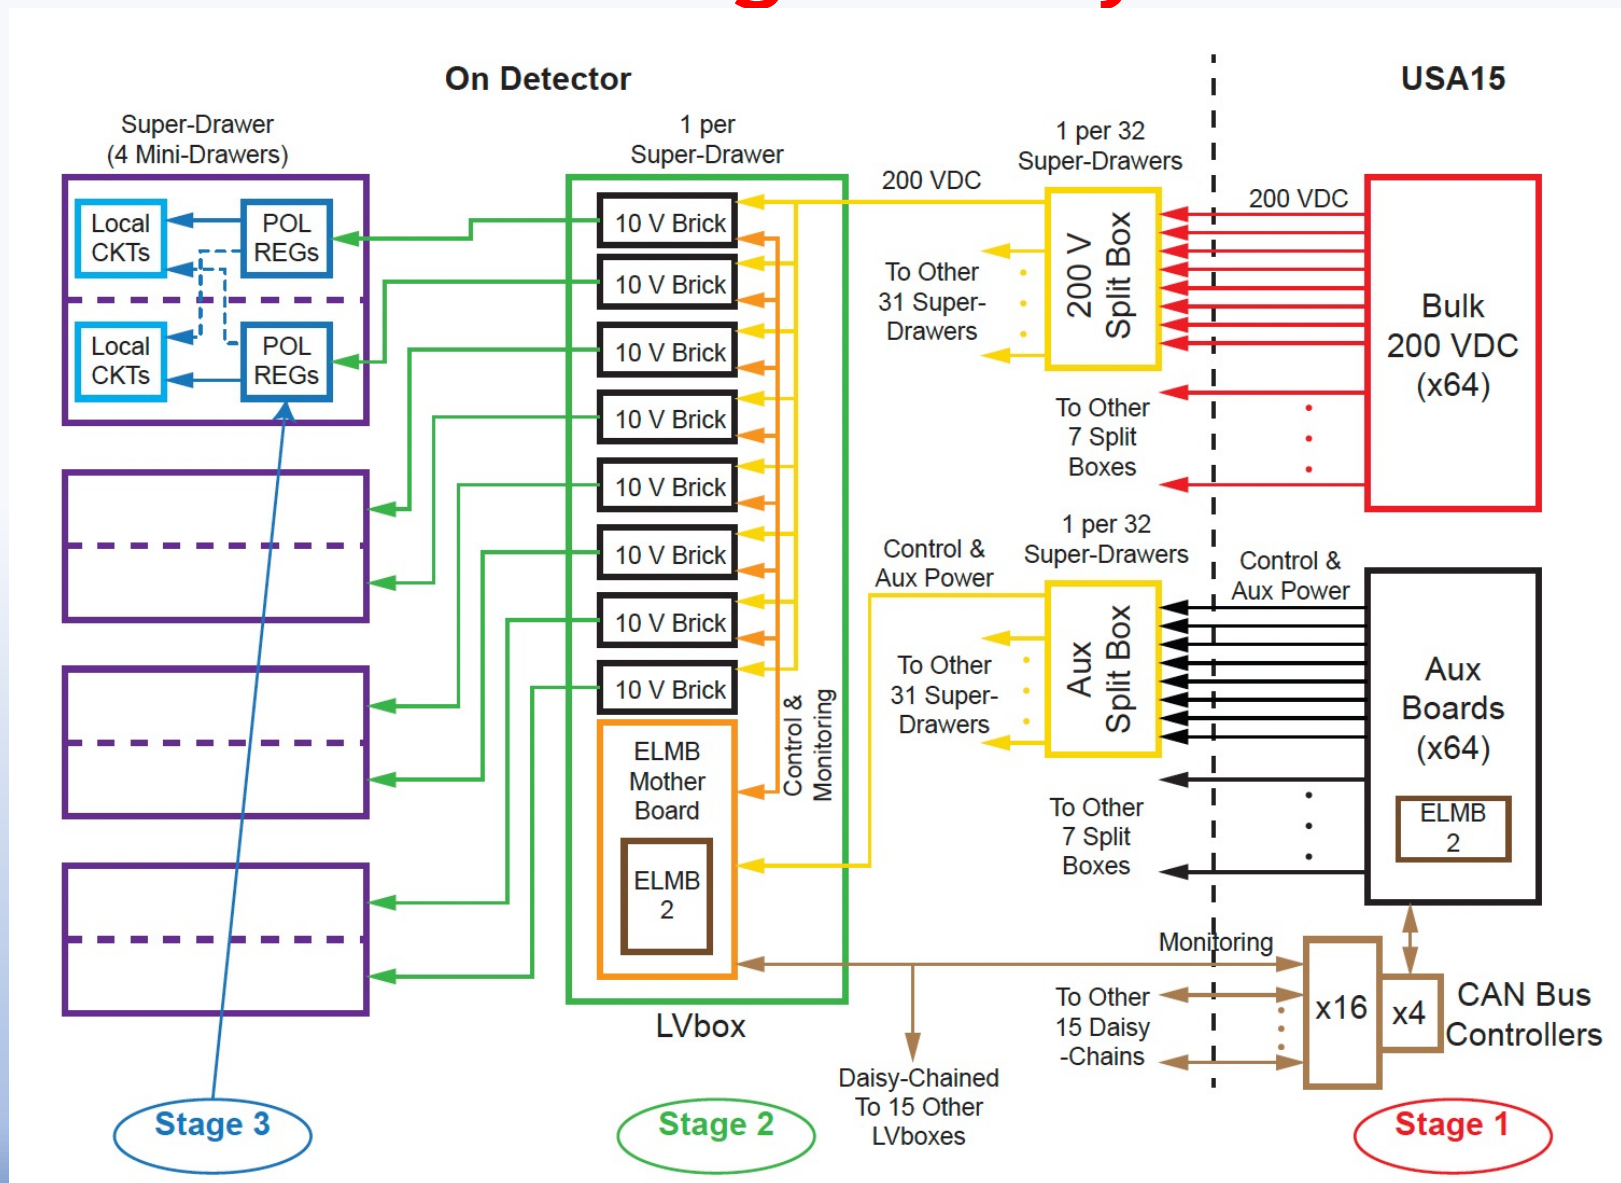 On Detector
USA15
Super-Drawer
(4 Mini-Drawers)
1 per
Super-Drawer
1 per 32
Super-Drawers
200 VDC
200 VDC
Local
CKTs
POL
REGs
Local
CKTs
POL
REGs
10 V Brick
10 V Brick
10 V Brick
10 V Brick
10 V Brick
10 V Brick
10 V Brick
10 V Brick
Control &
Monitoring
ELMB
Mother
Board
ELMB
2
LVbox
To Other
31 Super-
Drawers
200 V
Split Box
Bulk
200 VDC
(x64)
To Other
7 Split
Boxes
1 per 32
Super-Drawers
Control &
Aux Power
Control &
Aux Power
To Other
31 Super-
Drawers
Aux
Split Box
Aux
Boards
(x64)
ELMB
2
To Other
7 Split
Boxes
Monitoring
To Other
15 Daisy
-Chains
x16
x4
CAN Bus
Controllers
Daisy-Chained
To 15 Other
LVboxes
Stage 3
Stage 2
Stage 1